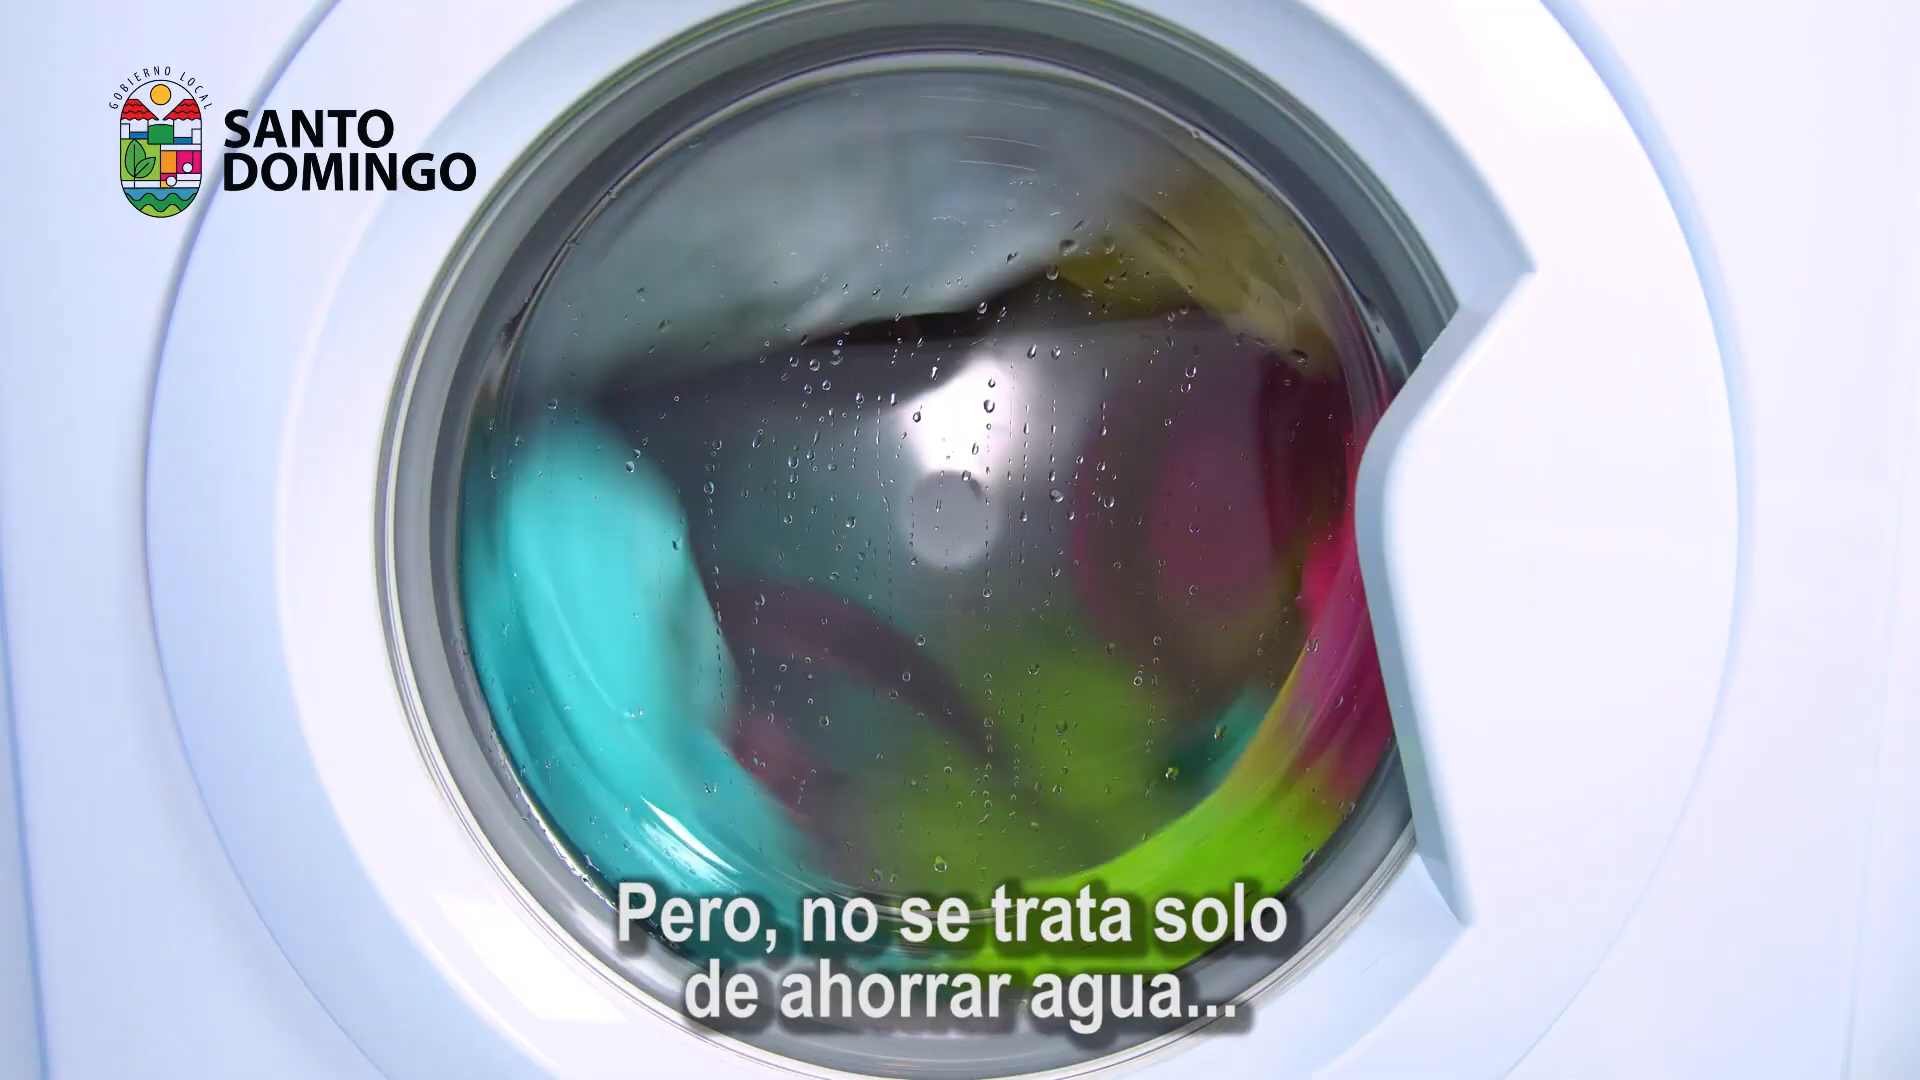 GOBIERNO LOCAL
SANTO
DOMINGO
Pero, no se trata solo
de ahorrar agua...